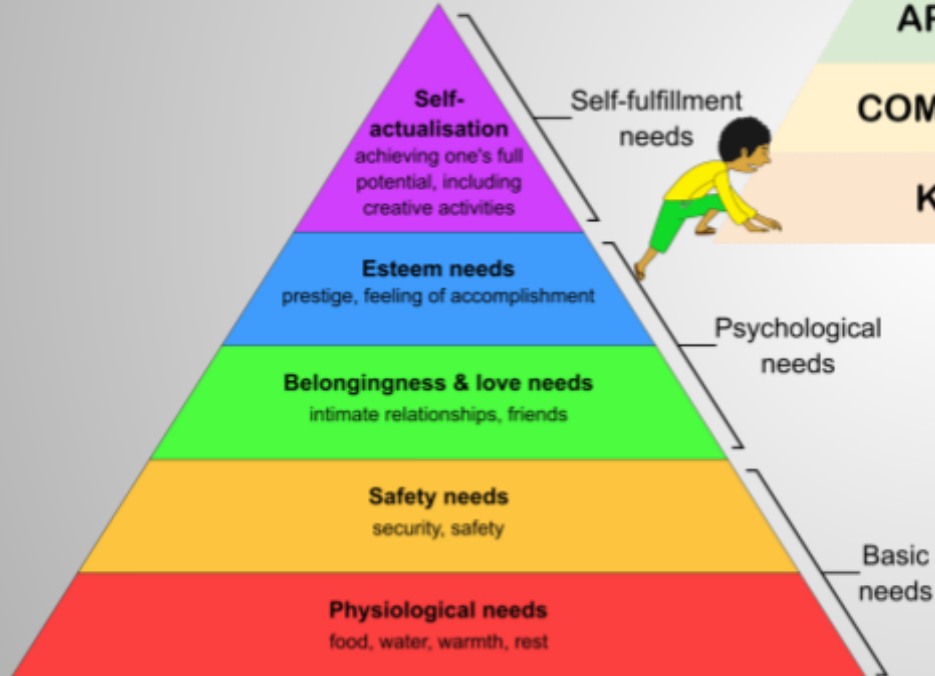 Self-
actualisation
achieving one's full
potential, including
creative activities
Self-fulfillment
needs
Esteem needs
prestige, feeling of accomplishment
Psychological
needs
Belongingness & love needs
intimate relationships, friends
Safety needs
security, safety
Basic
needs
Physiological needs
food, water, warmth, rest